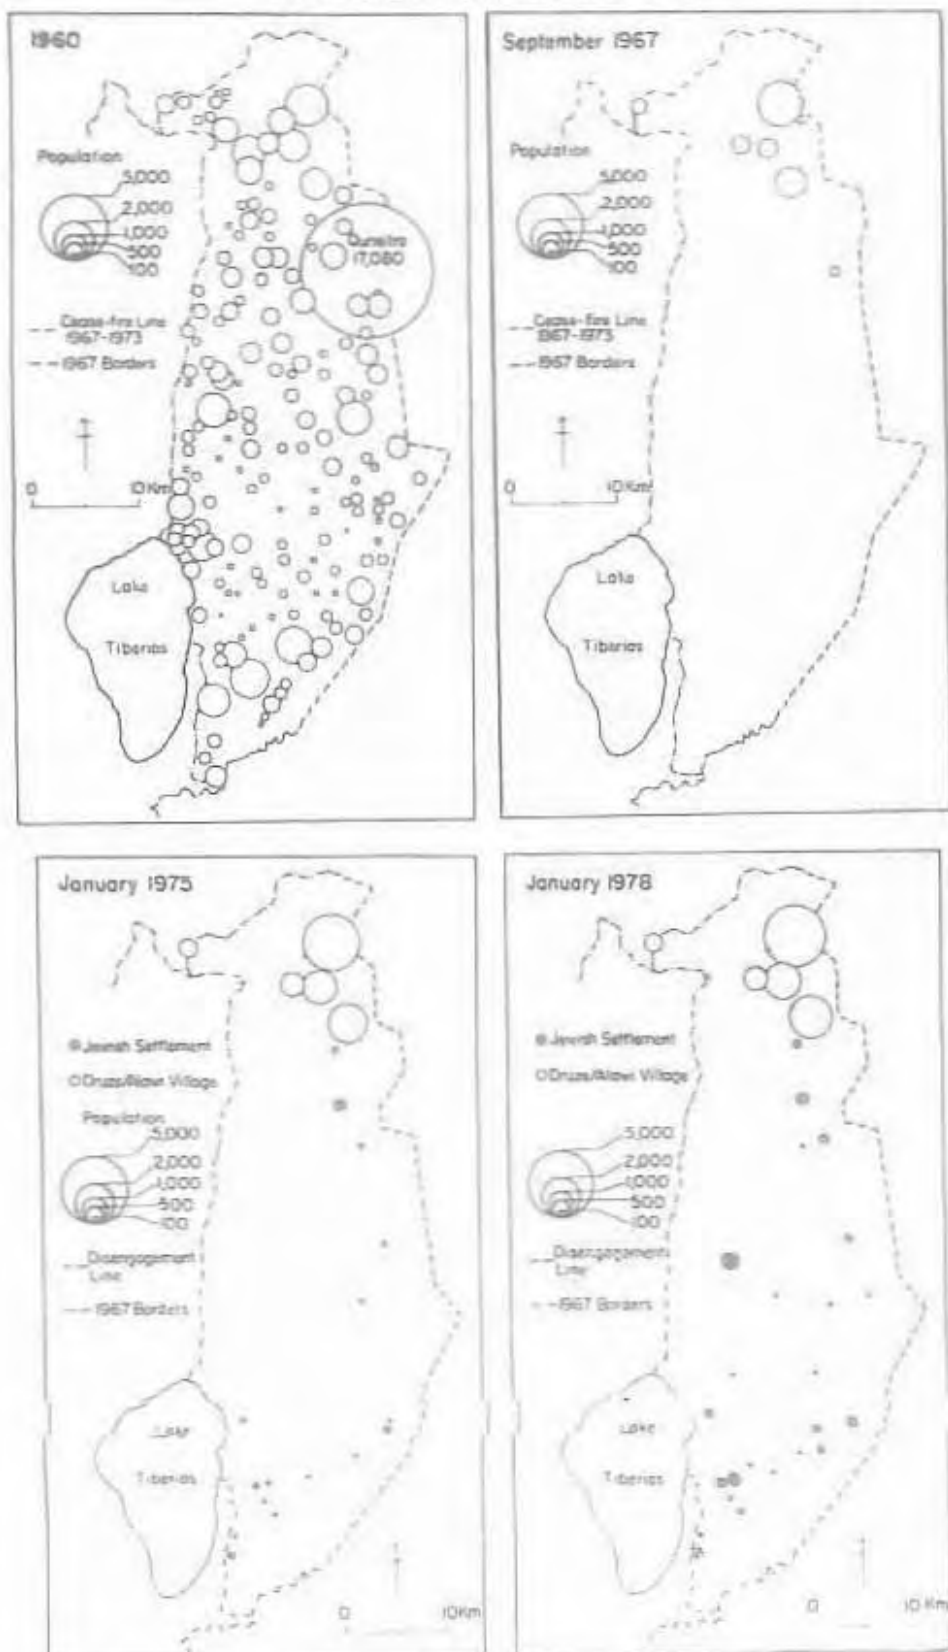 1960
Population
5,000
2,000
1,000
500
100
Quneitra
17,080
Cease-fire Line
1967-1973
1967 Borders
0 10 Km
Lake
Tiberias
September 1967
Population
5,000
2,000
1,000
500
100
Cease-fire Line
1967-1973
1967 Borders
0 10 Km
Lake
Tiberias
January 1975
Jewish Settlement
Druze/Alawi Village
Population
5,000
2,000
1,000
500
100
Disengagement
Line
1967 Borders
Lake
Tiberias
0 10 Km
January 1978
Jewish Settlement
Druze/Alawi Village
5,000
2,000
1,000
500
100
Disengagement
Line
1967 Borders
Lake
Tiberias
0 10 Km